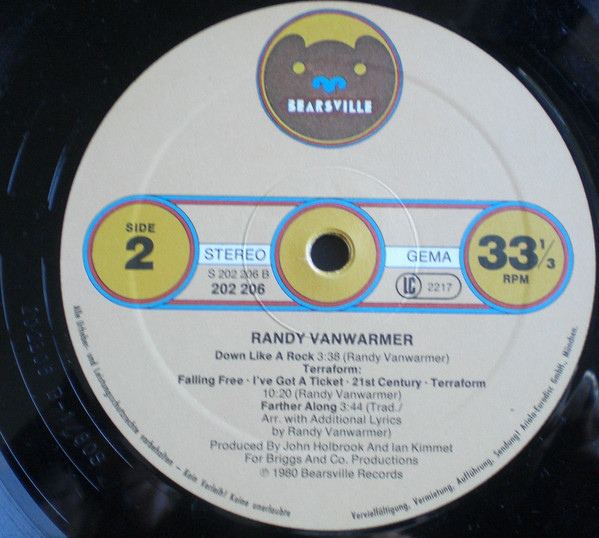 BEARSVILLE
SIDE
2
STEREO
S 202 206 B
202 206
GEMA
LC 2217
33 1/3
RPM
RANDY VANWARMER
Down Like A Rock 3:38 (Randy Vanwarmer)
Terraform:
Falling Free · I've Got A Ticket · 21st Century · Terraform
10:20 (Randy Vanwarmer)
Farther Along 3:44 (Trad./
Arr. with Additional Lyrics
by Randy Vanwarmer)
Produced By John Holbrook And Ian Kimmet
For Briggs And Co. Productions
℗ 1980 Bearsville Records
Alle Urheber- und Leistungsschutzrechte vorbehalten – Kein Verleih! Keine unerlaubte Vervielfältigung, Vermietung, Aufführung, Sendung! Ariola-Eurodisc GmbH, München.